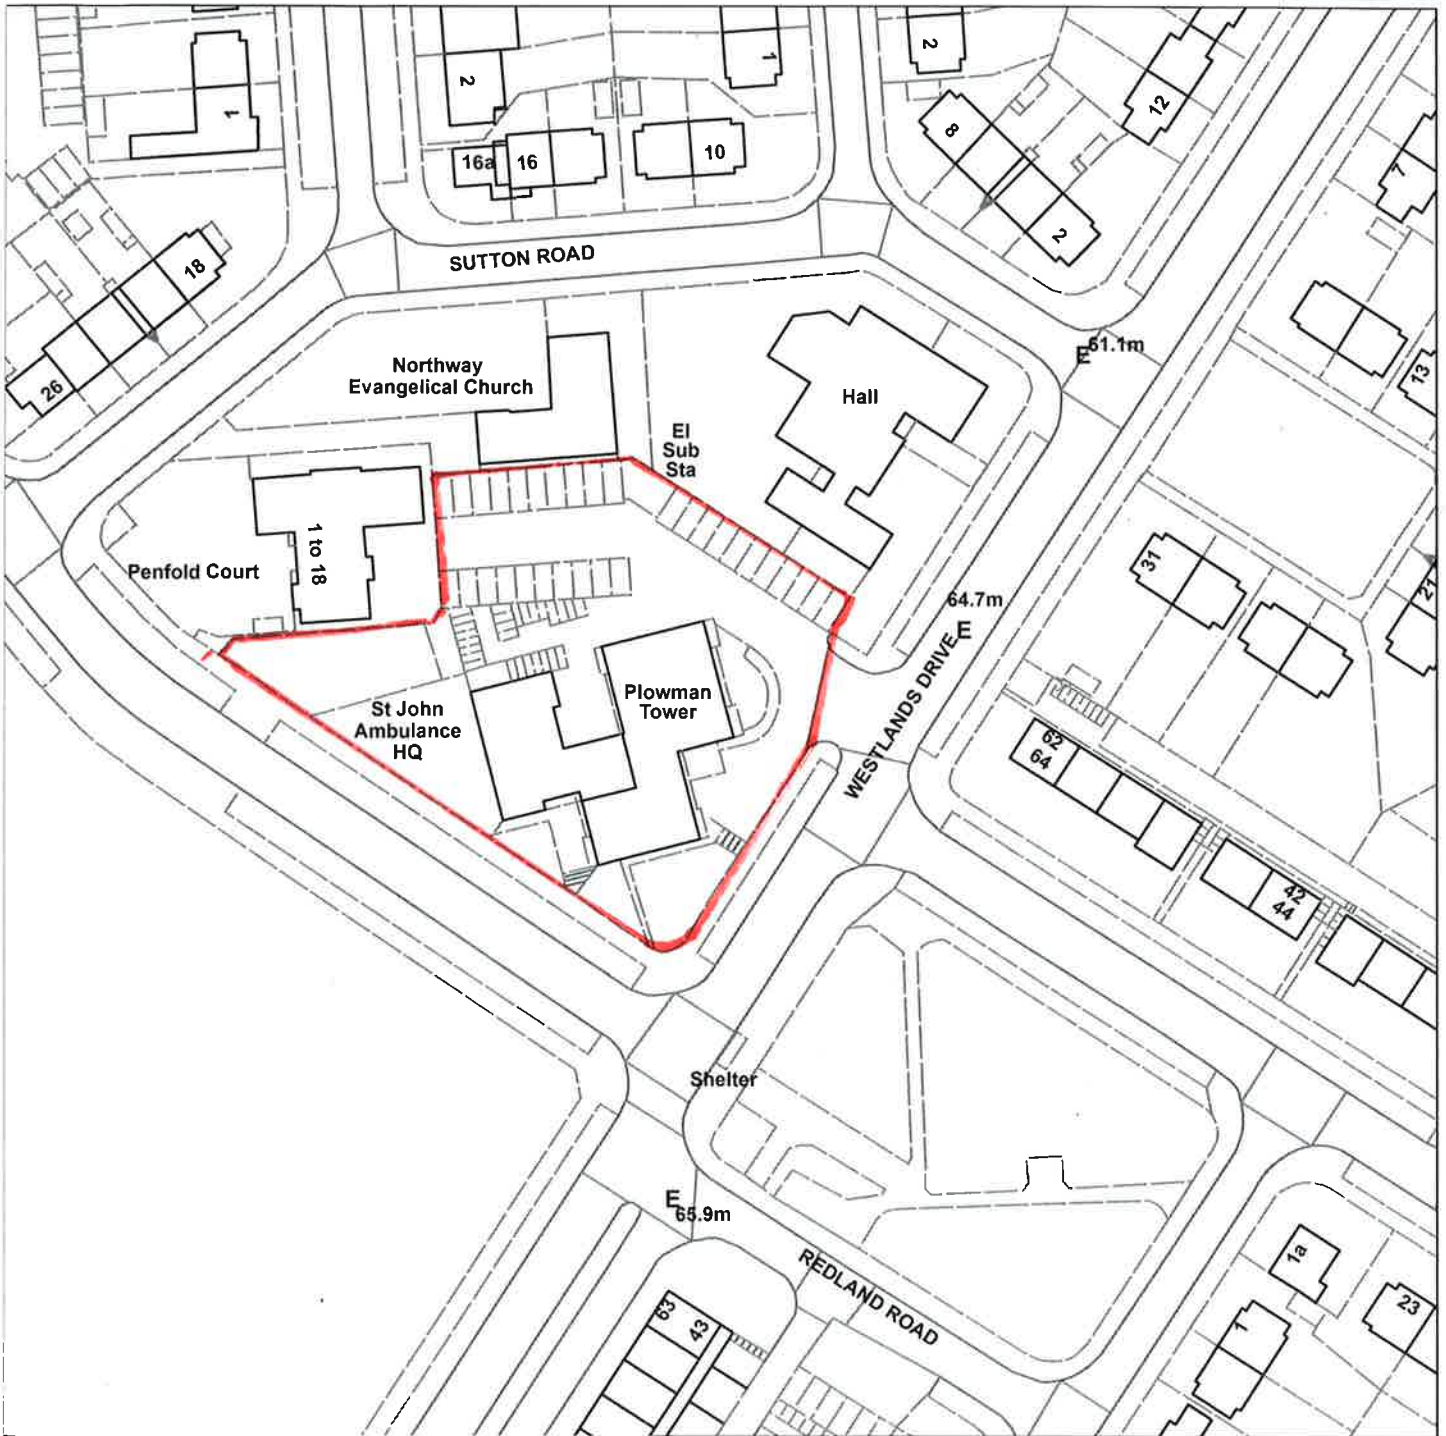 1
2
1
2
12
8
7
16a
16
10
2
18
SUTTON ROAD
61.1m
E
Northway
Evangelical Church
Hall
26
13
El
Sub
Sta
1 to 18
Penfold Court
31
21
64.7m
E
WESTLANDS DRIVE
St John
Ambulance
HQ
Plowman
Tower
62
64
42
44
Shelter
E
65.9m
REDLAND ROAD
1a
63
43
1
23